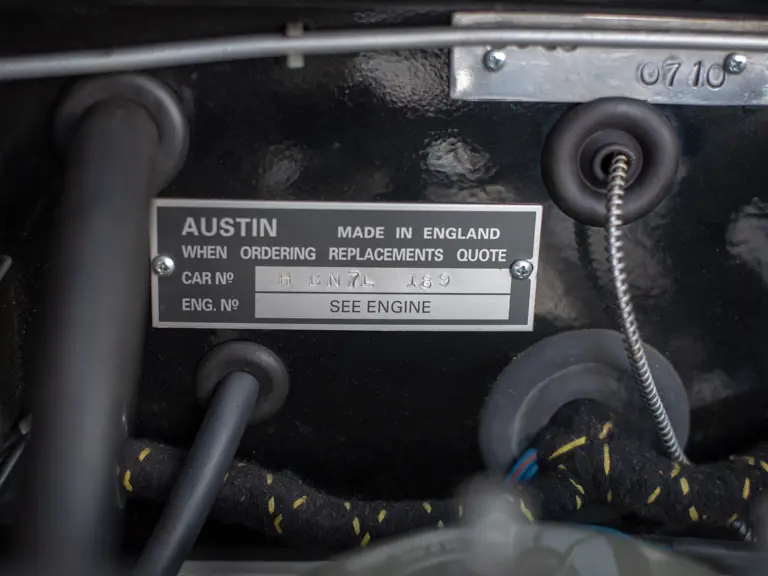 0710
AUSTIN MADE IN ENGLAND
WHEN ORDERING REPLACEMENTS QUOTE
CAR Nº H BN7L 189
ENG. Nº SEE ENGINE